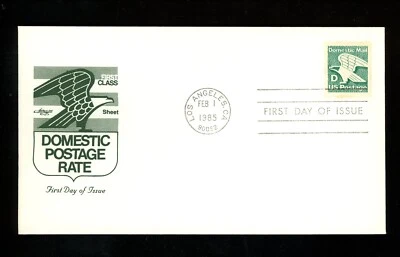 FIRST
CLASS
Artmaster
Sheet
DOMESTIC
POSTAGE
RATE
First Day of Issue
LOS ANGELES, CA
FEB 1
1985
90052
FIRST DAY OF ISSUE
Domestic Mail
D
US Postage